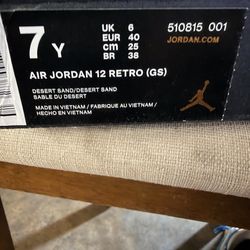 7 Y
UK 6
EUR 40
cm 25
BR 38
510815 001
JORDAN.COM
AIR JORDAN 12 RETRO (GS)
DESERT SAND/DESERT SAND
SABLE DU DESERT
MADE IN VIETNAM / FABRIQUE AU VIETNAM /
HECHO EN VIETNAM